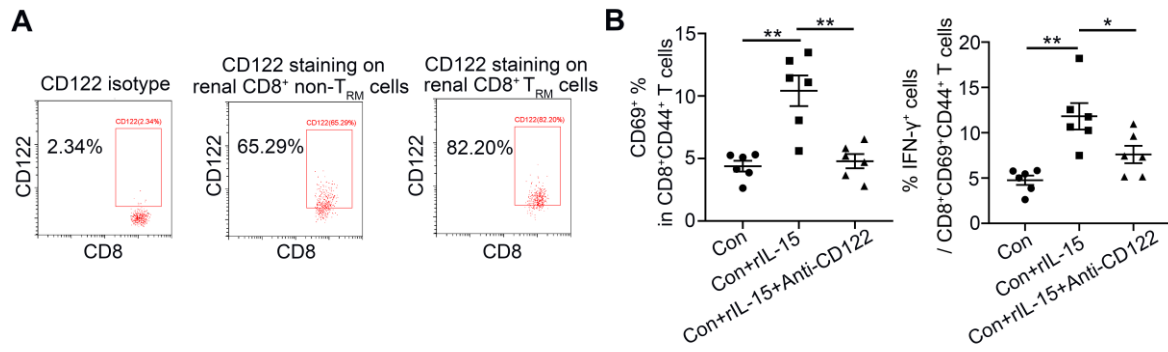 A
CD122 isotype
CD122
2.34%
CD122(2.34%)
CD8
CD122 staining on
renal CD8⁺ non-TRM cells
CD122
65.29%
CD122(65.29%)
CD8
CD122 staining on
renal CD8⁺ TRM cells
CD122
82.20%
CD122(82.20%)
CD8
B
CD69⁺ %
in CD8⁺CD44⁺ T cells
15
10
5
0
**
**
Con
Con+rIL-15
Con+rIL-15+Anti-CD122
% IFN-γ⁺ cells
/ CD8⁺CD69⁺CD44⁺ T cells
20
15
10
5
0
**
*
Con
Con+rIL-15
Con+rIL-15+Anti-CD122